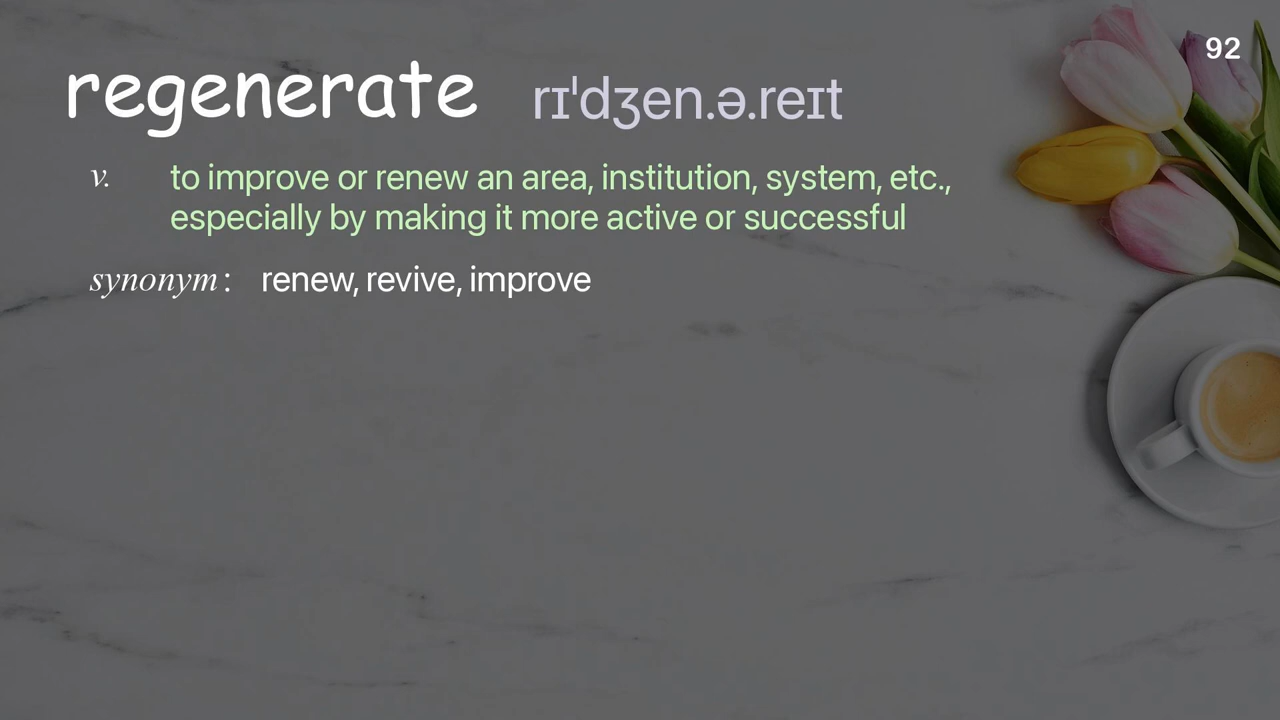 92
regenerate rɪˈdʒen.ə.reɪt
v. to improve or renew an area, institution, system, etc.,
especially by making it more active or successful
synonym: renew, revive, improve